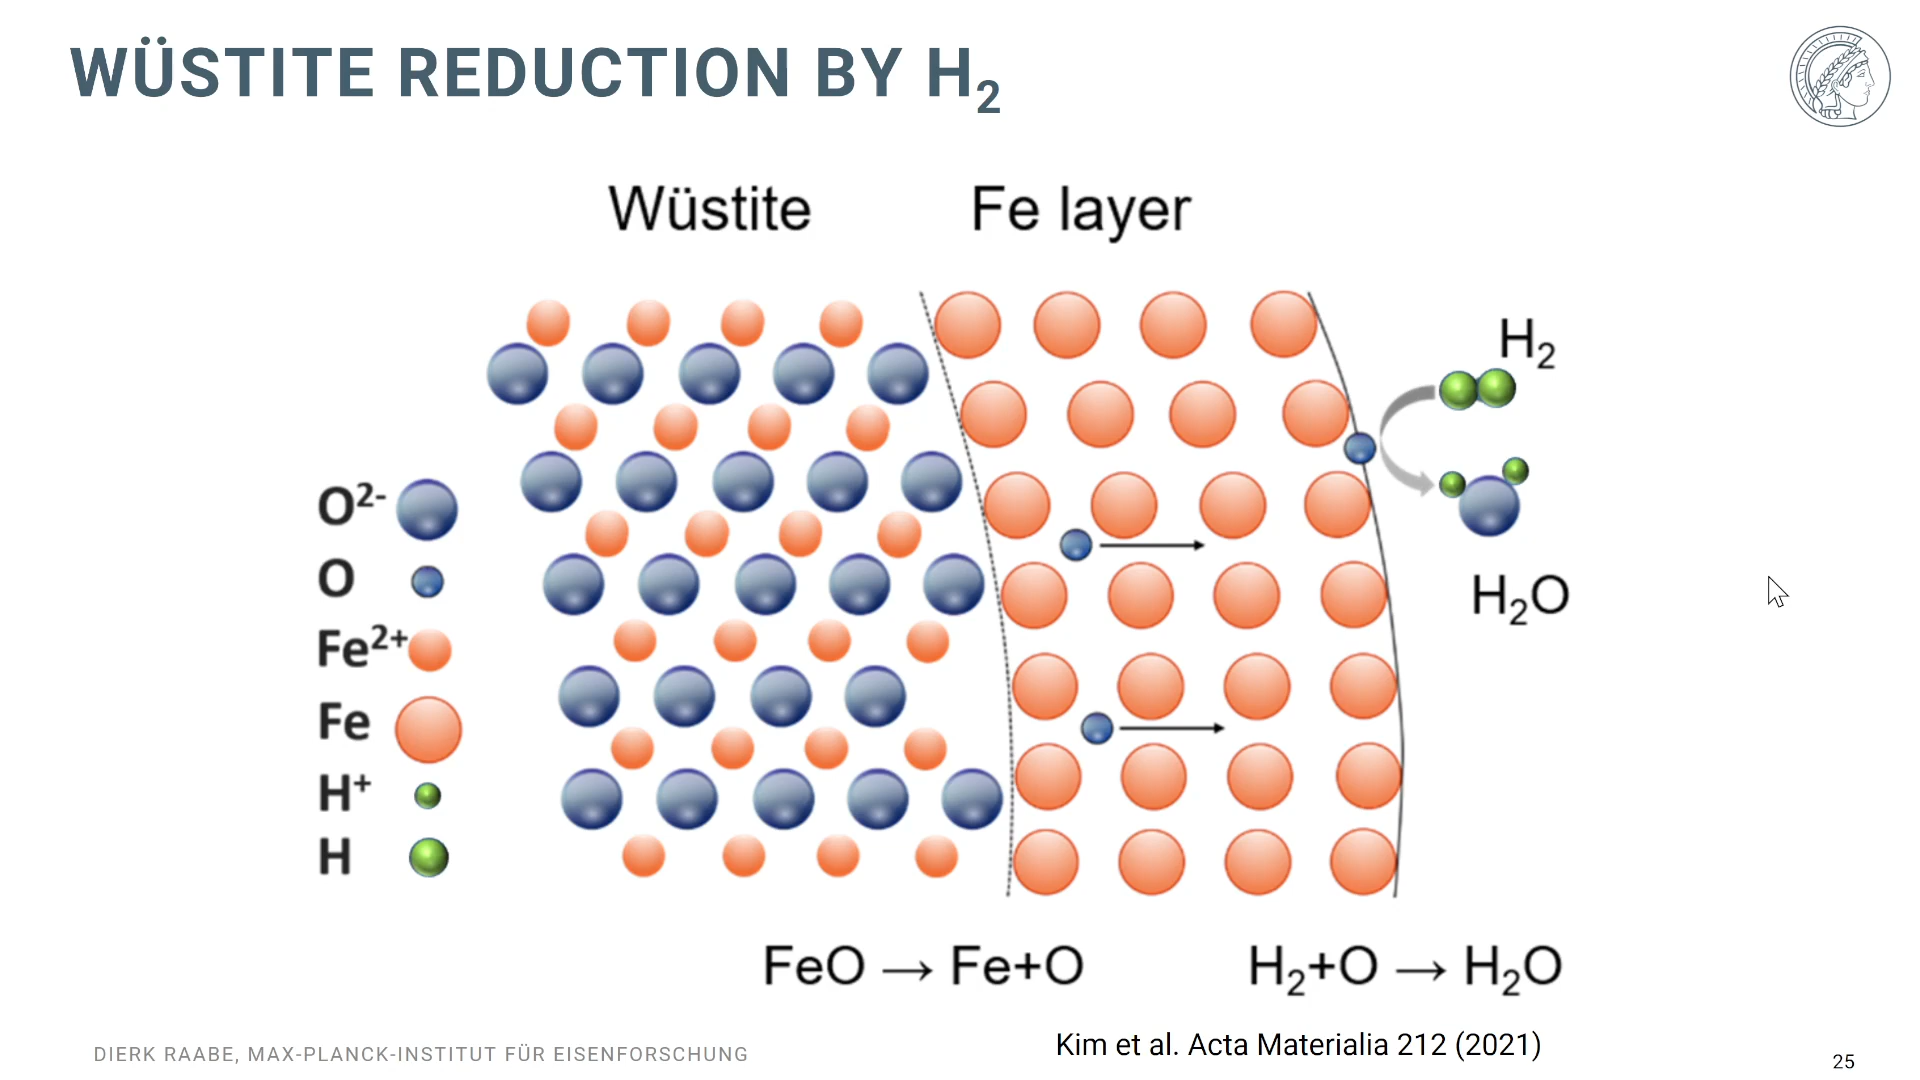 WÜSTITE REDUCTION BY H₂
Wüstite
Fe layer
H₂
O²⁻
O
Fe²⁺
Fe
H⁺
H
H₂O
FeO → Fe+O
H₂+O → H₂O
Kim et al. Acta Materialia 212 (2021)
DIERK RAABE, MAX-PLANCK-INSTITUT FÜR EISENFORSCHUNG
25